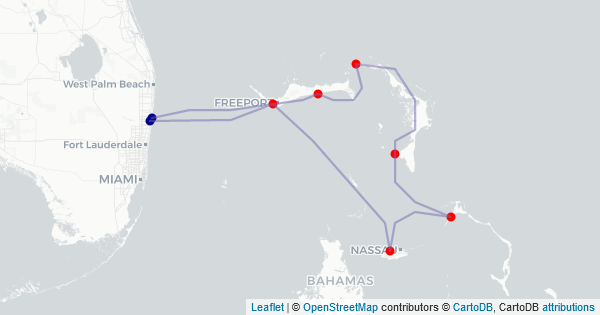 West Palm Beach
FREEPORT
Fort Lauderdale
MIAMI
NASSAU
BAHAMAS
Leaflet | © OpenStreetMap contributors © CartoDB, CartoDB attributions